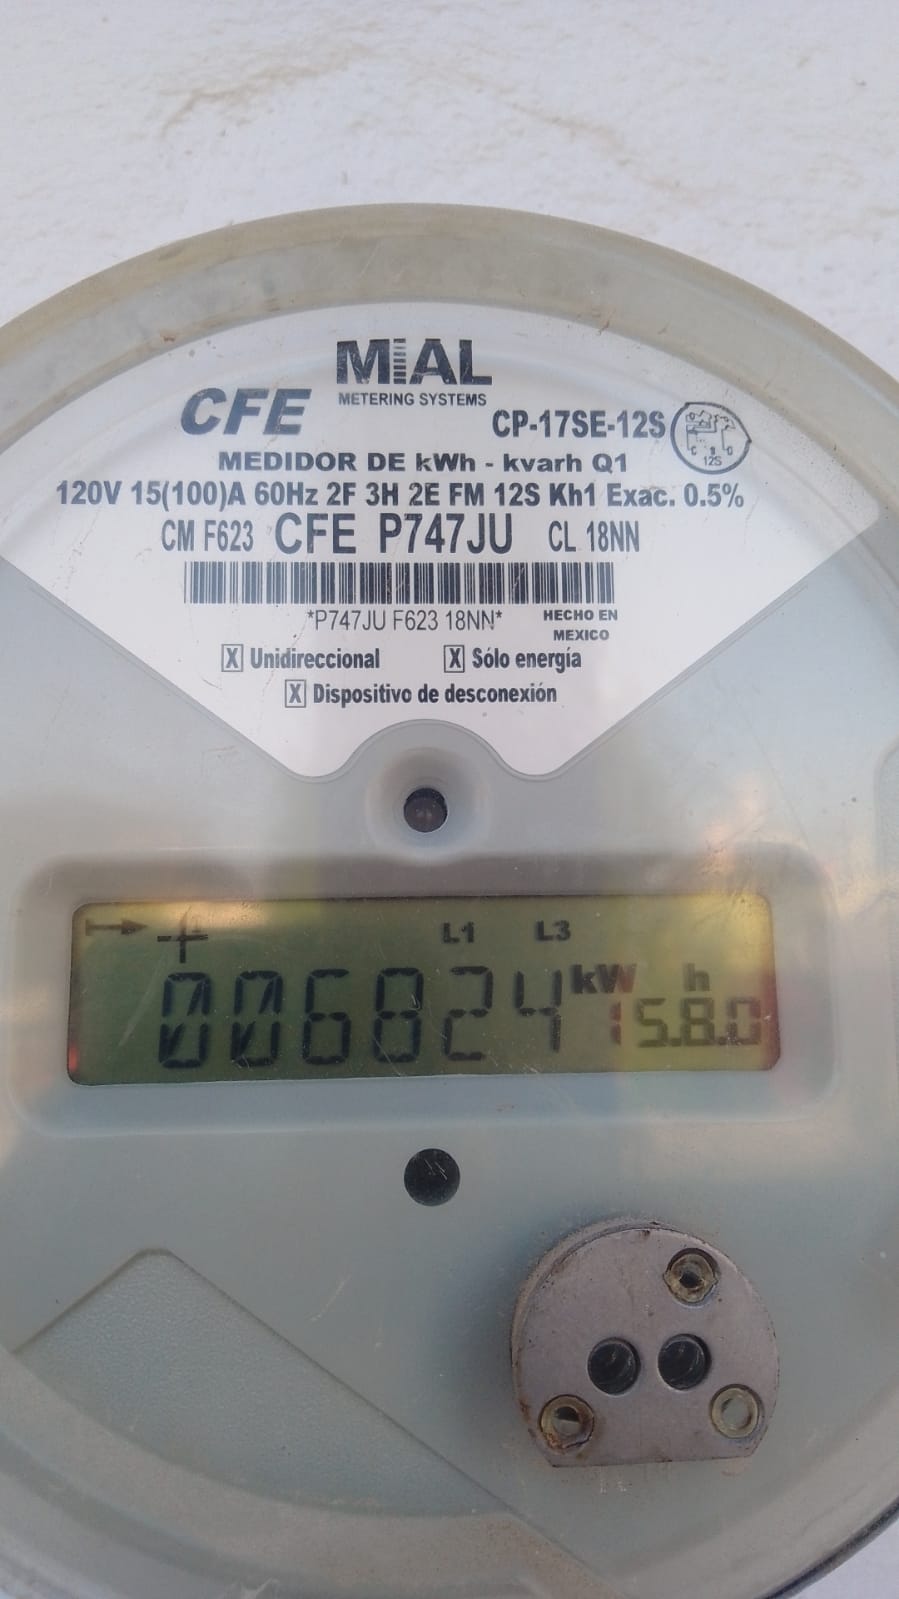 MIAL
METERING SYSTEMS
CFE
CP-17SE-12S
12S
MEDIDOR DE kWh - kvarh Q1
120V 15(100)A 60Hz 2F 3H 2E FM 12S Kh1 Exac. 0.5%
CM F623 CFE P747JU CL 18NN
*P747JU F623 18NN*
HECHO EN
MEXICO
X Unidireccional X Sólo energía
X Dispositivo de desconexión
L1 L3
006824 kW h 15.8.0